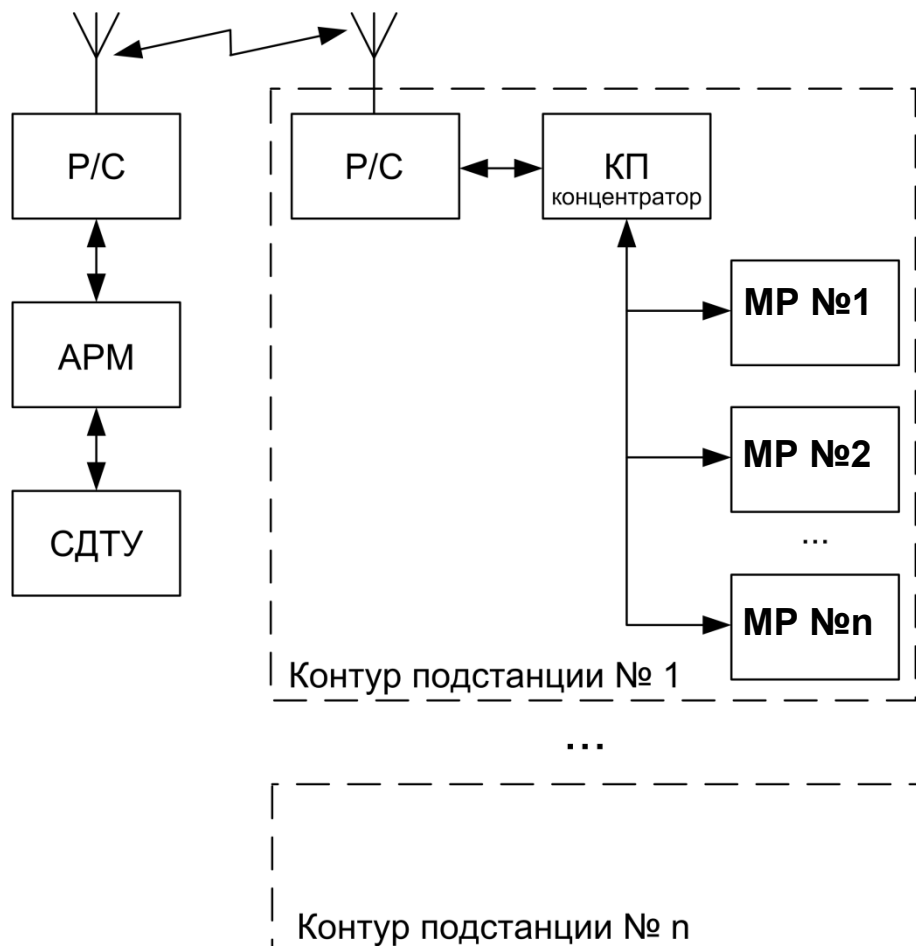 Р/С
Р/С
КП
концентратор
МР №1
АРМ
МР №2
...
СДТУ
МР №n
Контур подстанции № 1
...
Контур подстанции № n